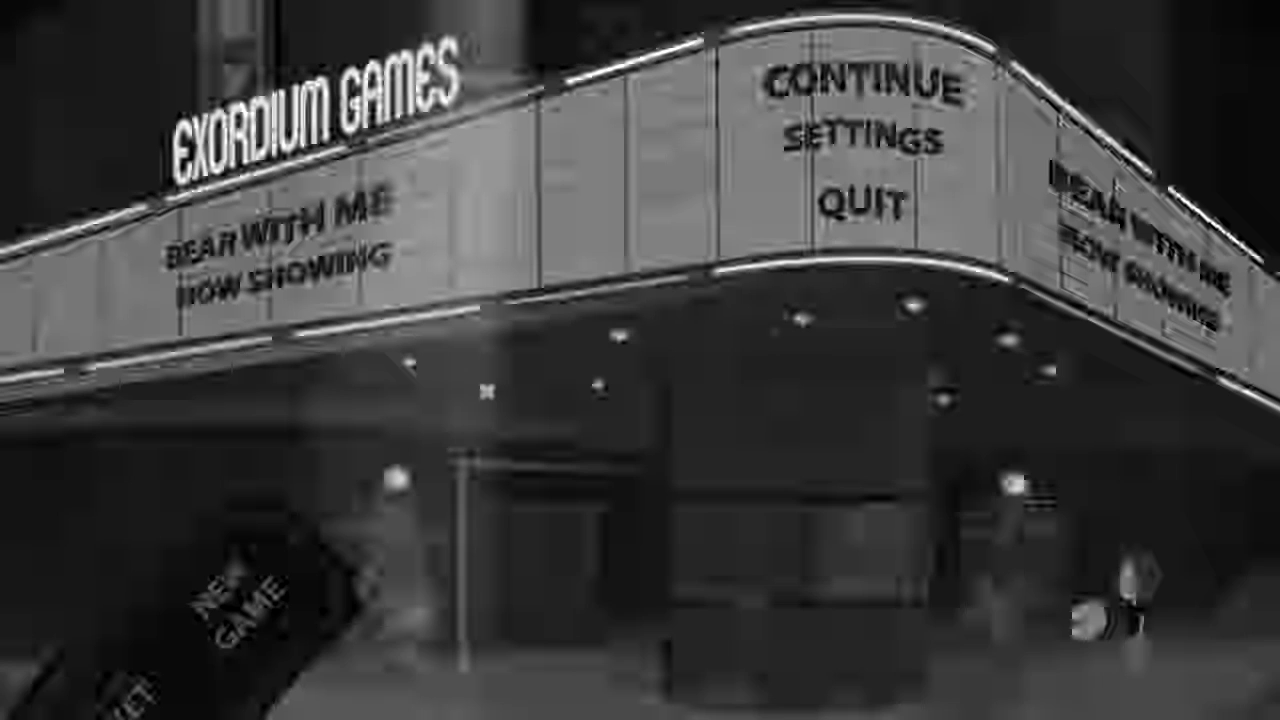 EXORDIUM GAMES
BEAR WITH ME
NOW SHOWING
CONTINUE
SETTINGS
QUIT
BEAR WITH ME
NOW SHOWING
NEW
GAME